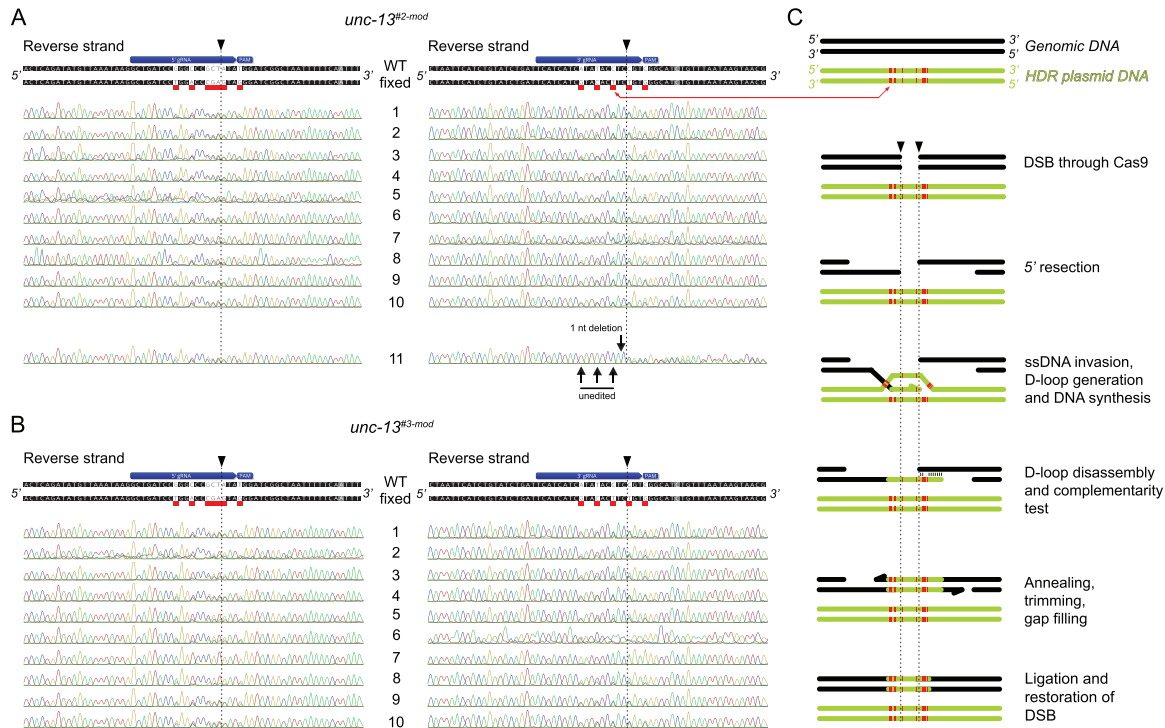 A
unc-13#2-mod
Reverse strand
5' gRNA
PAM
3' gRNA
PAM
WT
fixed
5'
3'
3'
1
2
3
4
5
6
7
8
9
10
1 nt deletion
11
unedited
B
unc-13#3-mod
Reverse strand
5' gRNA
PAM
Reverse strand
3' gRNA
PAM
WT
fixed
5'
3'
3'
1
2
3
4
5
6
7
8
9
10
C
5' 3'
Genomic DNA
3' 5'
5' 3'
HDR plasmid DNA
3' 5'
DSB through Cas9
5' resection
ssDNA invasion,
D-loop generation
and DNA synthesis
D-loop disassembly
and complementarity
test
Annealing,
trimming,
gap filling
Ligation and
restoration of
DSB